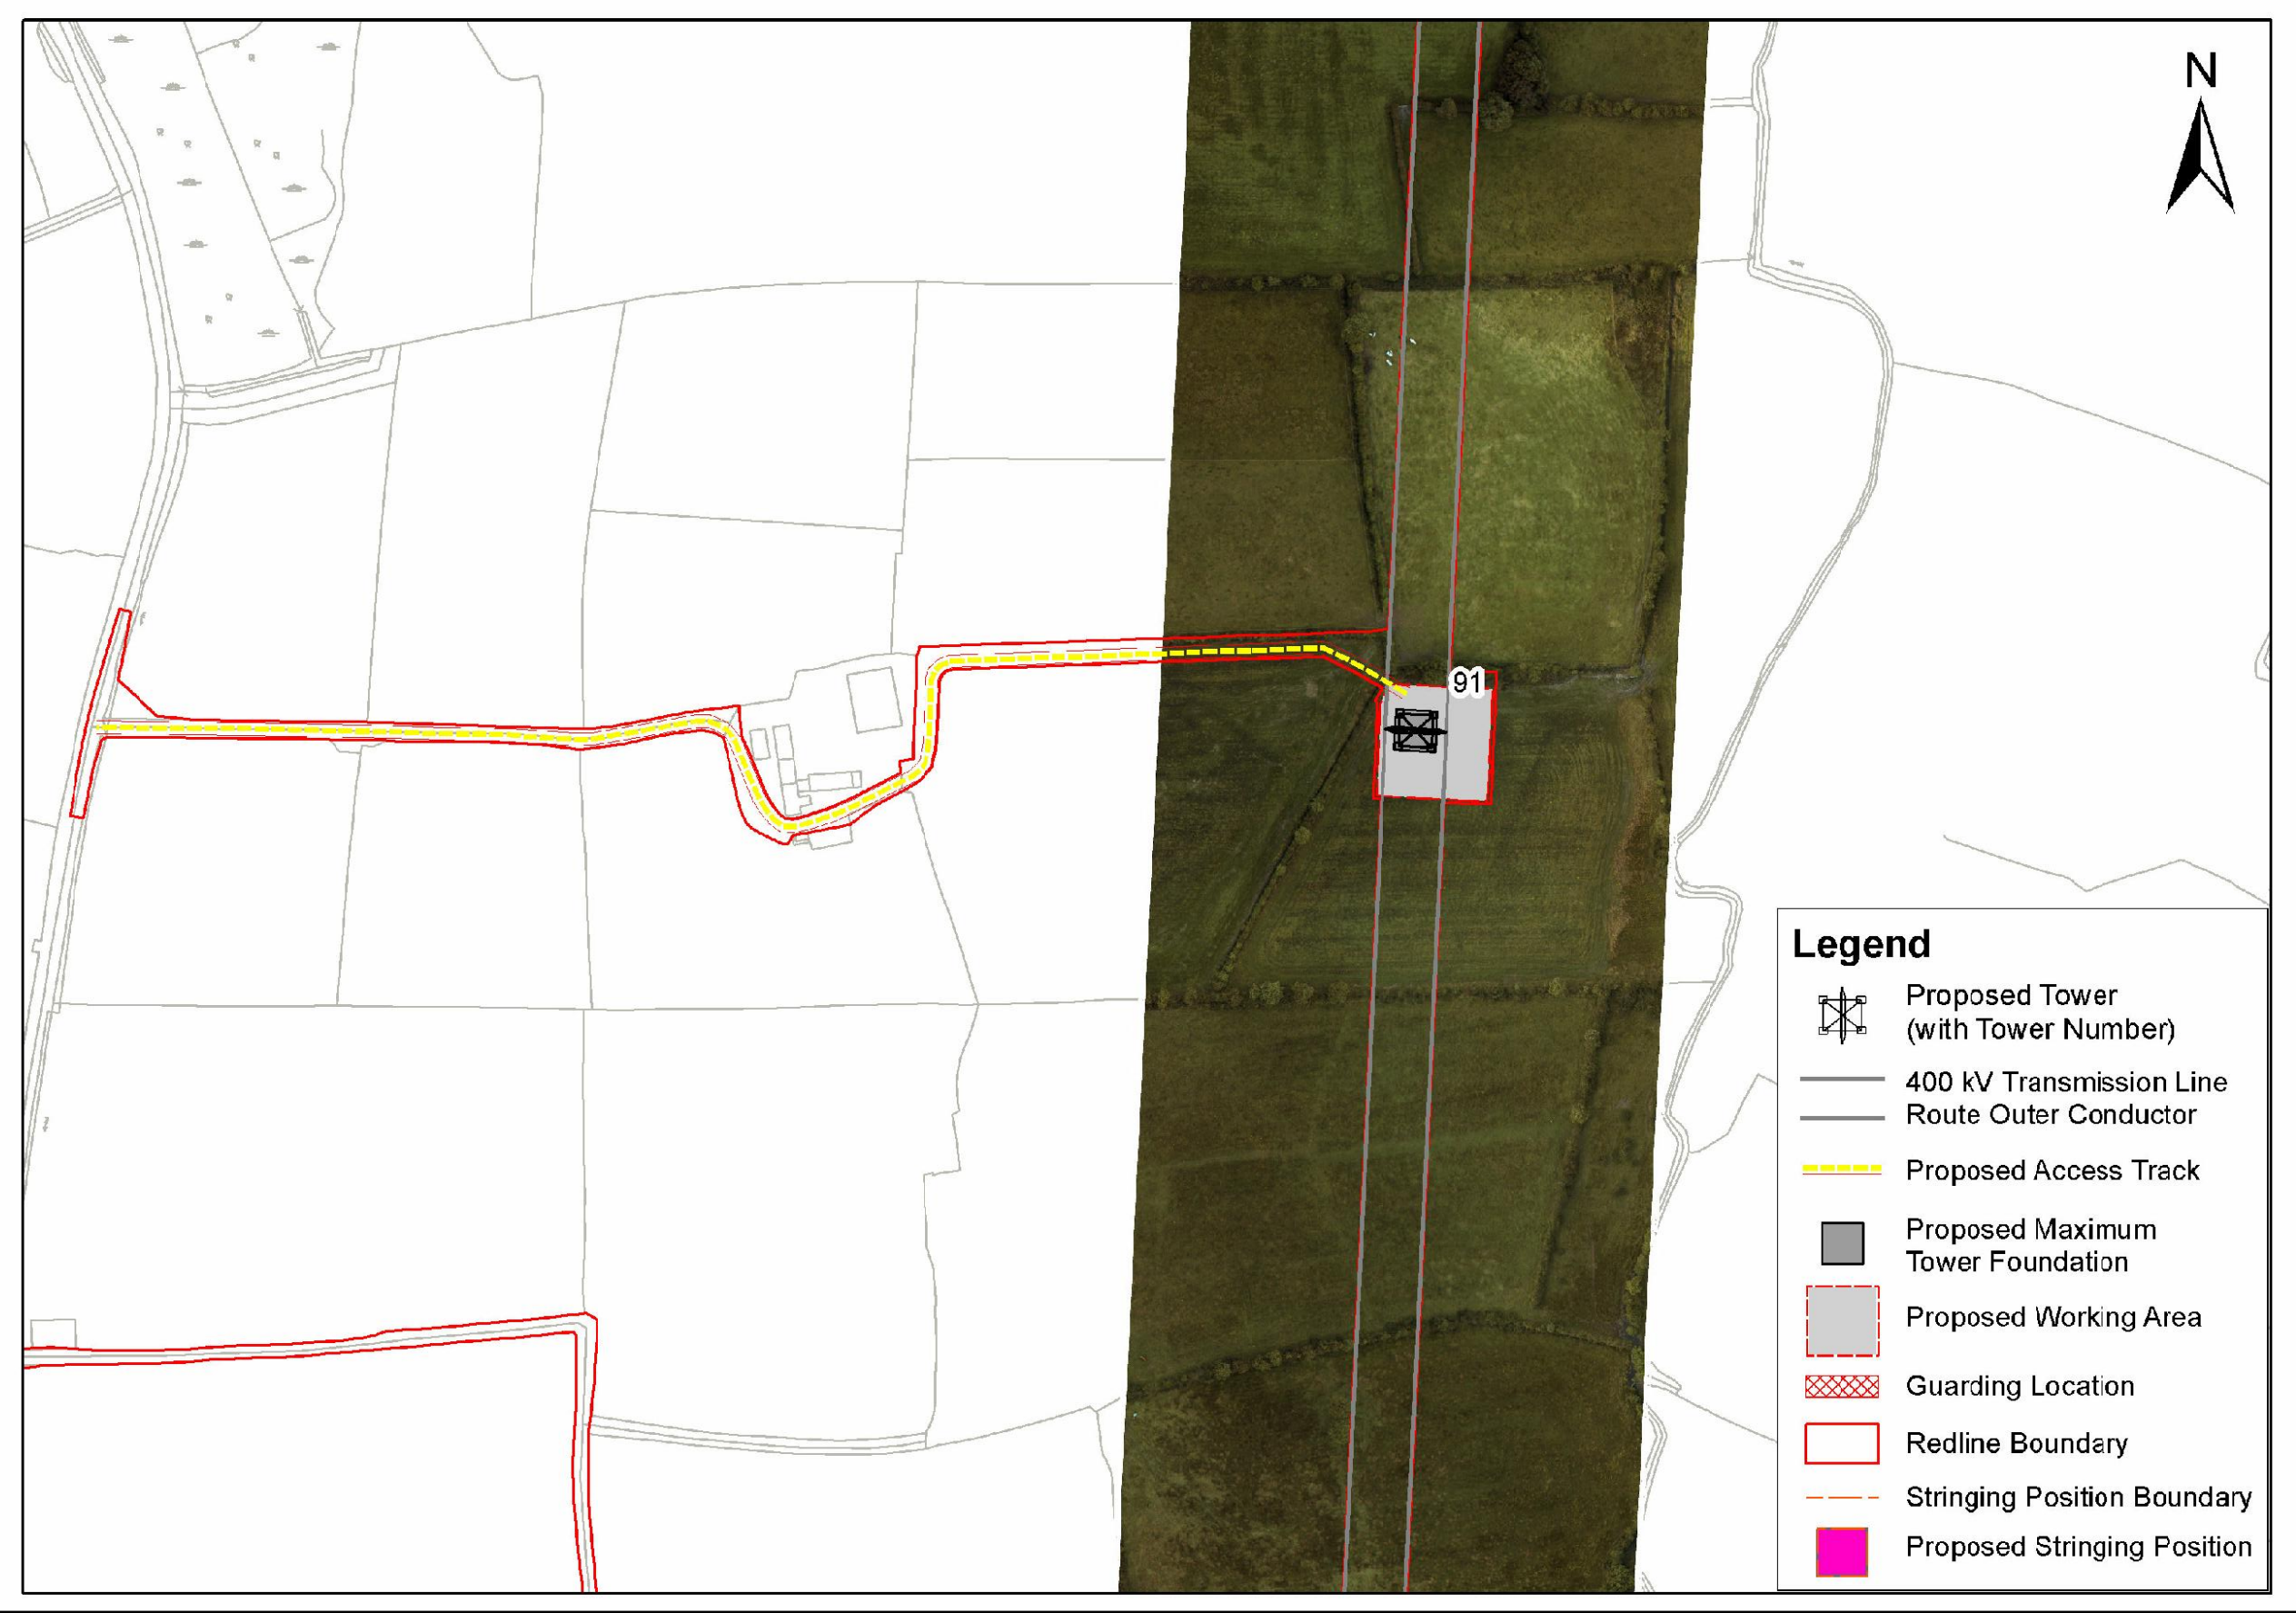 N
91
Legend
Proposed Tower
(with Tower Number)
400 kV Transmission Line
Route Outer Conductor
Proposed Access Track
Proposed Maximum
Tower Foundation
Proposed Working Area
Guarding Location
Redline Boundary
Stringing Position Boundary
Proposed Stringing Position